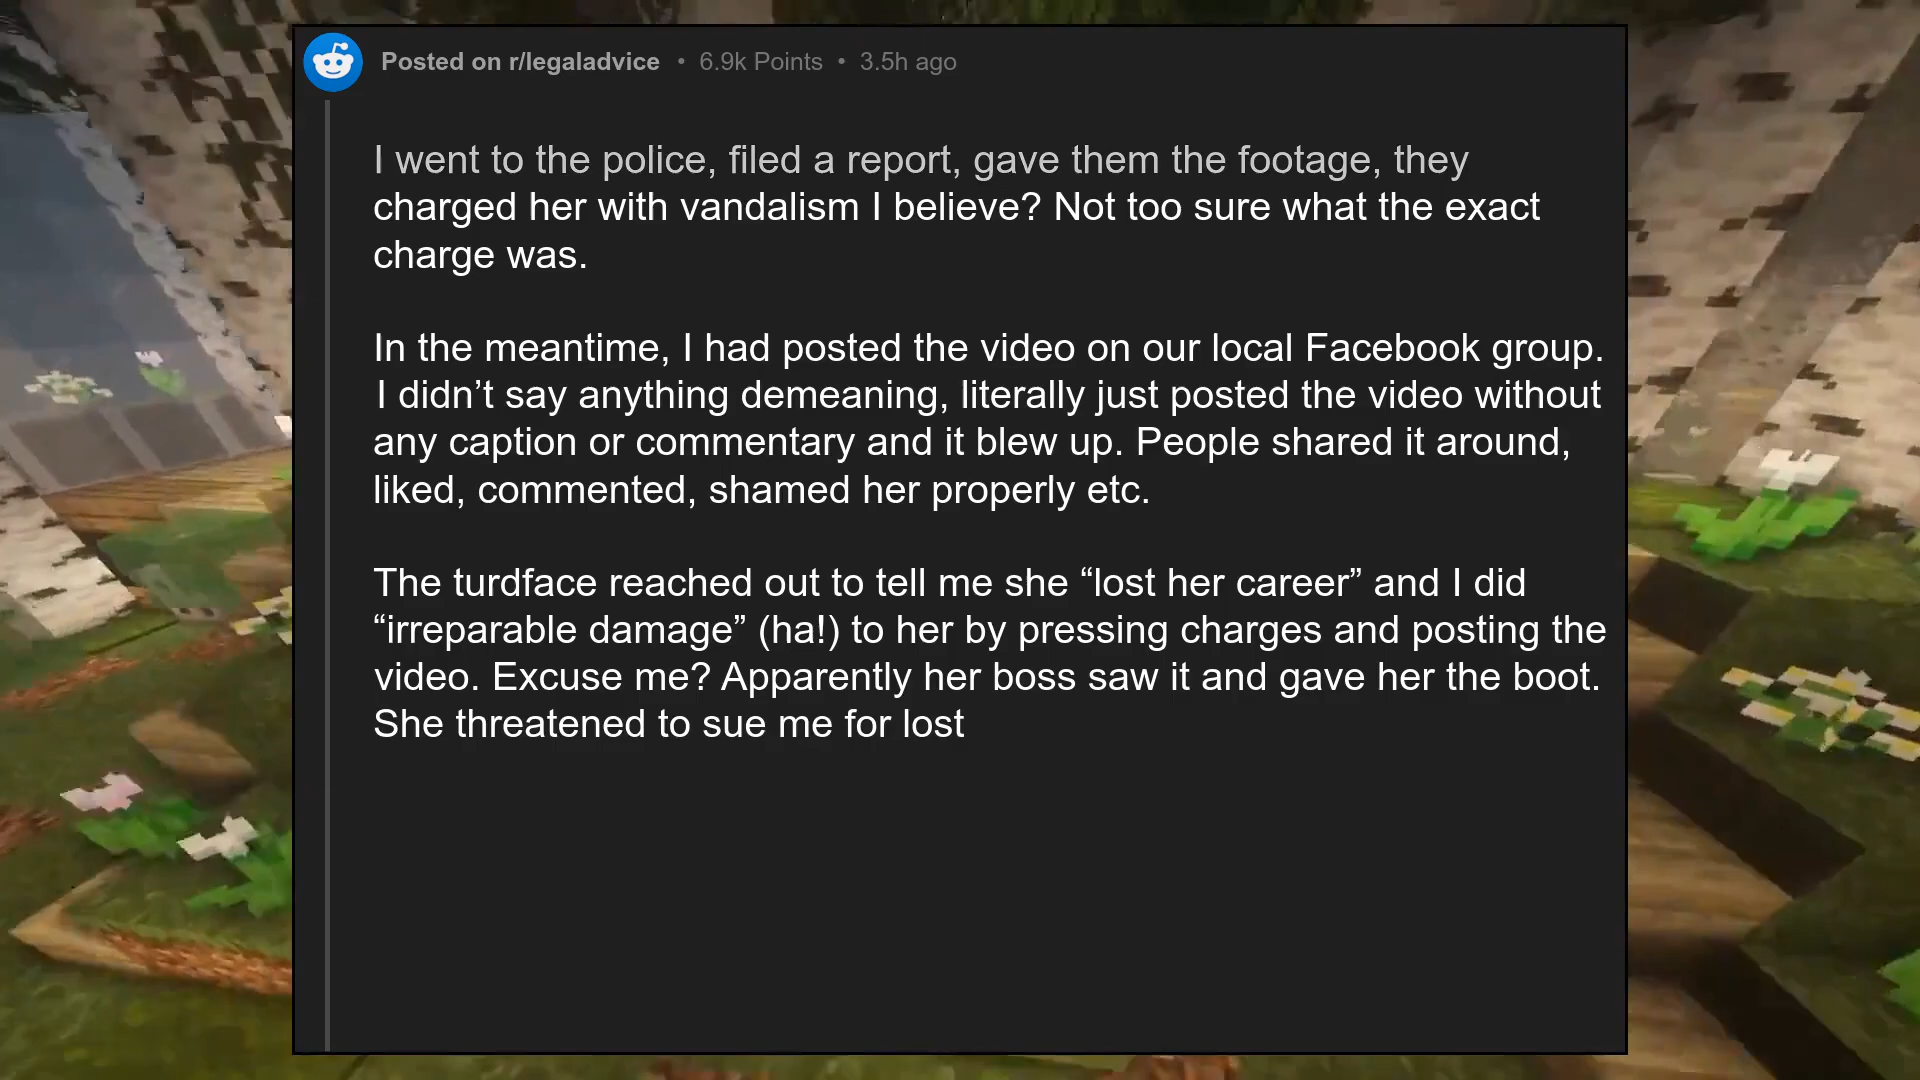 Posted on r/legaladvice • 6.9k Points • 3.5h ago
I went to the police, filed a report, gave them the footage, they
charged her with vandalism I believe? Not too sure what the exact
charge was.
In the meantime, I had posted the video on our local Facebook group.
I didn’t say anything demeaning, literally just posted the video without
any caption or commentary and it blew up. People shared it around,
liked, commented, shamed her properly etc.
The turdface reached out to tell me she “lost her career” and I did
“irreparable damage” (ha!) to her by pressing charges and posting the
video. Excuse me? Apparently her boss saw it and gave her the boot.
She threatened to sue me for lost